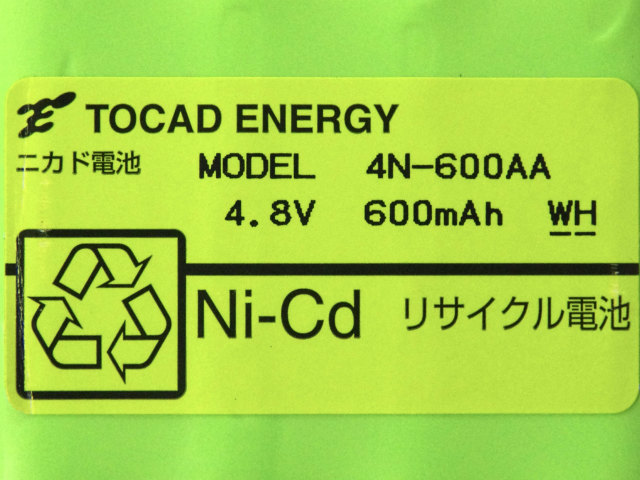 TOCAD ENERGY
ニカド電池 MODEL 4N-600AA
4.8V 600mAh WH
Ni-Cd リサイクル電池